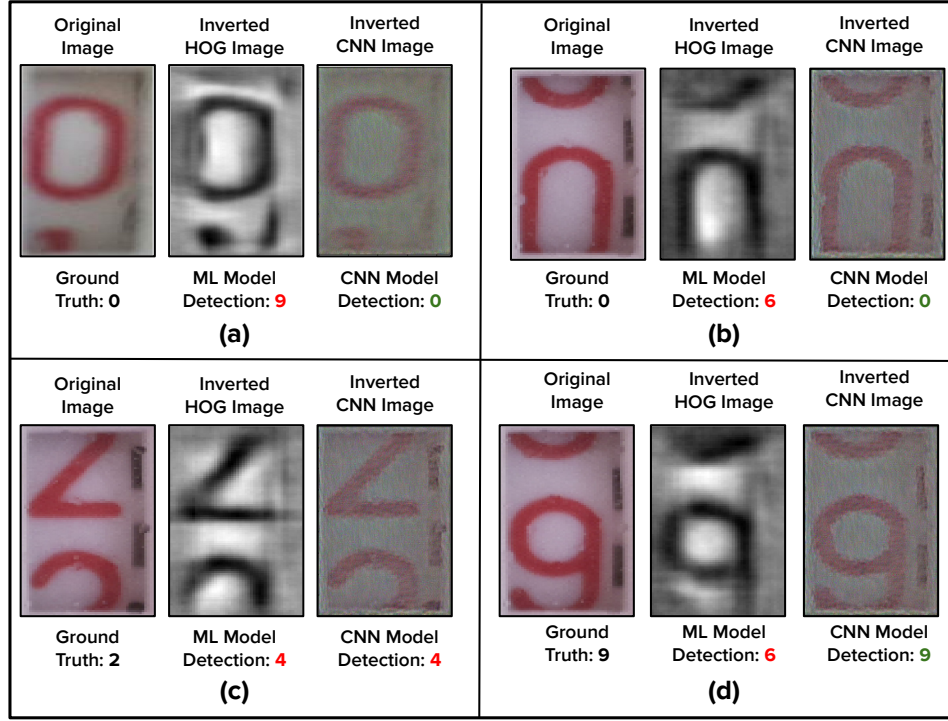 Original Image
Inverted HOG Image
Inverted CNN Image
Ground Truth: 0
ML Model Detection: 9
CNN Model Detection: 0
(a)
Original Image
Inverted HOG Image
Inverted CNN Image
Ground Truth: 0
ML Model Detection: 6
CNN Model Detection: 0
(b)
Original Image
Inverted HOG Image
Inverted CNN Image
Ground Truth: 2
ML Model Detection: 4
CNN Model Detection: 4
(c)
Original Image
Inverted HOG Image
Inverted CNN Image
9
9
9
Ground Truth: 9
ML Model Detection: 6
CNN Model Detection: 9
(d)